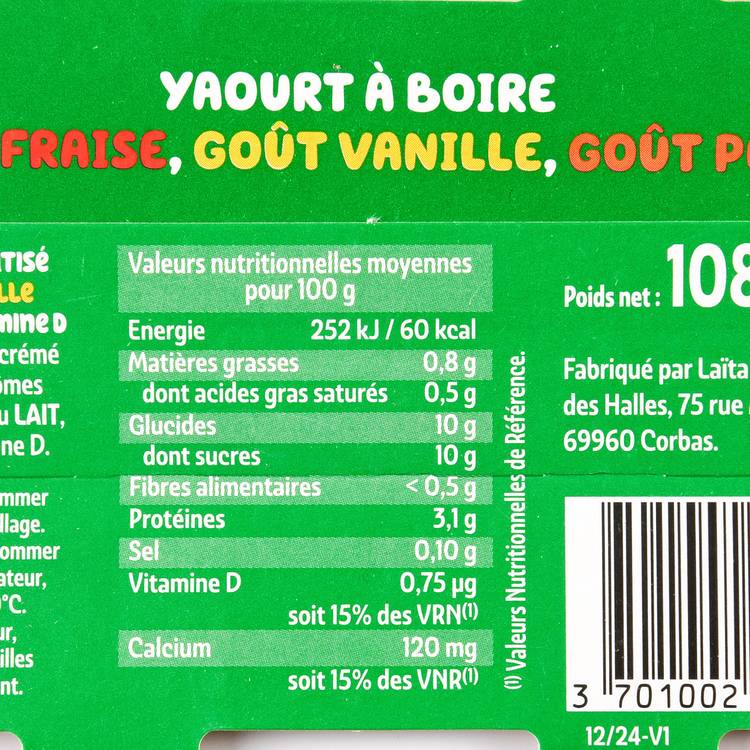 YAOURT À BOIRE
FRAISE, GOÛT VANILLE, GOÛT
Valeurs nutritionnelles moyennes
pour 100 g
Energie 252 kJ / 60 kcal
Matières grasses 0,8 g
dont acides gras saturés 0,5 g
Glucides 10 g
dont sucres 10 g
Fibres alimentaires < 0,5 g
Protéines 3,1 g
Sel 0,10 g
Vitamine D 0,75 µg
soit 15% des VRN(1)
Calcium 120 mg
soit 15% des VNR(1)
(1) Valeurs Nutritionnelles de Référence.
LAIT,
D.
°C.
Poids net : 108
Fabriqué par Laïta
des Halles, 75 rue
69960 Corbas.
3 701002
12/24-V1